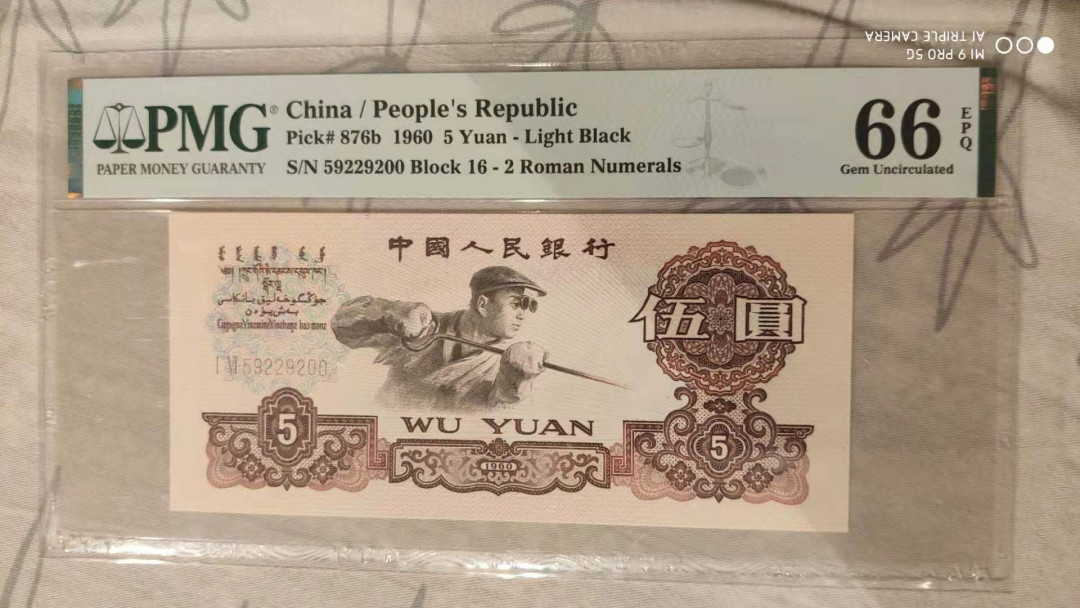 MI 9 PRO 5G
AI TRIPLE CAMERA
PMG®
PAPER MONEY GUARANTY
China / People's Republic
Pick# 876b 1960 5 Yuan - Light Black
S/N 59229200 Block 16 - 2 Roman Numerals
66
EPQ
Gem Uncirculated
中國人民銀行
伍圓
I VI 59229200
WU YUAN
5
5
1960